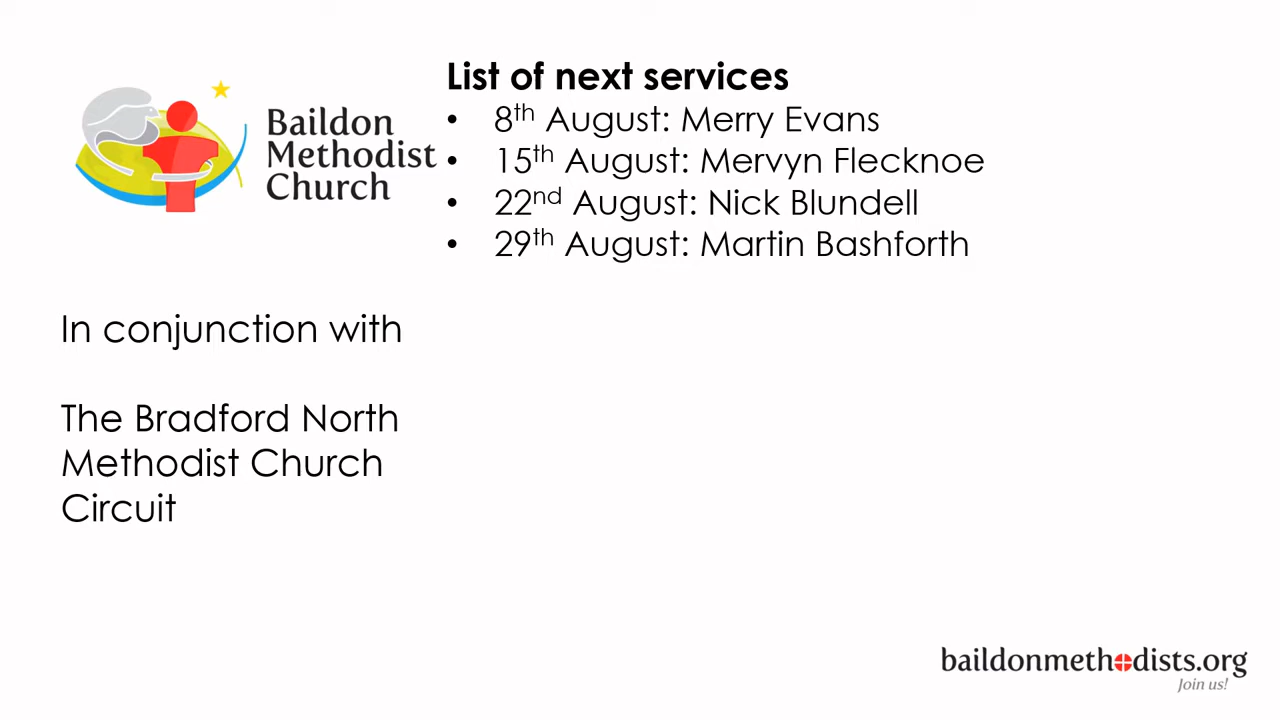 Baildon
Methodist
Church
List of next services
• 8th August: Merry Evans
• 15th August: Mervyn Flecknoe
• 22nd August: Nick Blundell
• 29th August: Martin Bashforth
In conjunction with
The Bradford North
Methodist Church
Circuit
baildonmethodists.org
Join us!